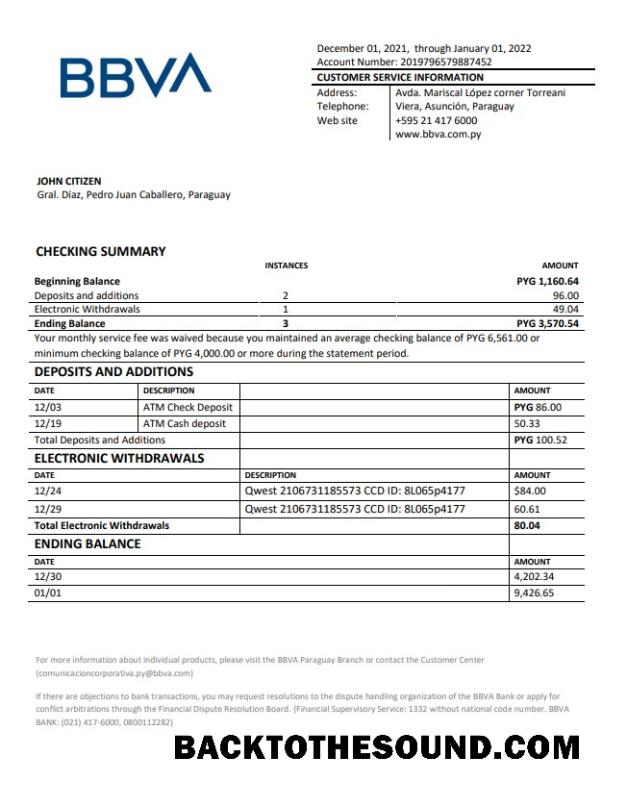 BBVA
December 01, 2021, through January 01, 2022
Account Number: 2019796579887452
CUSTOMER SERVICE INFORMATION
Address: Avda. Mariscal López corner Torreani
Telephone: Viera, Asunción, Paraguay
Web site +595 21 417 6000
www.bbva.com.py
JOHN CITIZEN
Gral. Díaz, Pedro Juan Caballero, Paraguay
CHECKING SUMMARY
INSTANCES AMOUNT
Beginning Balance PYG 1,160.64
Deposits and additions 2 96.00
Electronic Withdrawals 1 49.04
Ending Balance 3 PYG 3,570.54
Your monthly service fee was waived because you maintained an average checking balance of PYG 6,561.00 or
minimum checking balance of PYG 4,000.00 or more during the statement period.
DEPOSITS AND ADDITIONS
DATE DESCRIPTION AMOUNT
12/03 ATM Check Deposit PYG 86.00
12/19 ATM Cash deposit 50.33
Total Deposits and Additions PYG 100.52
ELECTRONIC WITHDRAWALS
DATE DESCRIPTION AMOUNT
12/24 Qwest 2106731185573 CCD ID: 8L065p4177 $84.00
12/29 Qwest 2106731185573 CCD ID: 8L065p4177 60.61
Total Electronic Withdrawals 80.04
ENDING BALANCE
DATE AMOUNT
12/30 4,202.34
01/01 9,426.65
For more information about individual products, please visit the BBVA Paraguay Branch or contact the Customer Center
(comunicacioncorporativa.py@bbva.com)
If there are objections to bank transactions, you may request resolutions to the dispute handling organization of the BBVA Bank or apply for
conflict arbitrations through the Financial Dispute Resolution Board. (Financial Supervisory Service: 1332 without national code number. BBVA
BANK: (021) 417-6000, 0800112282)
BACKTOTHESOUND.COM